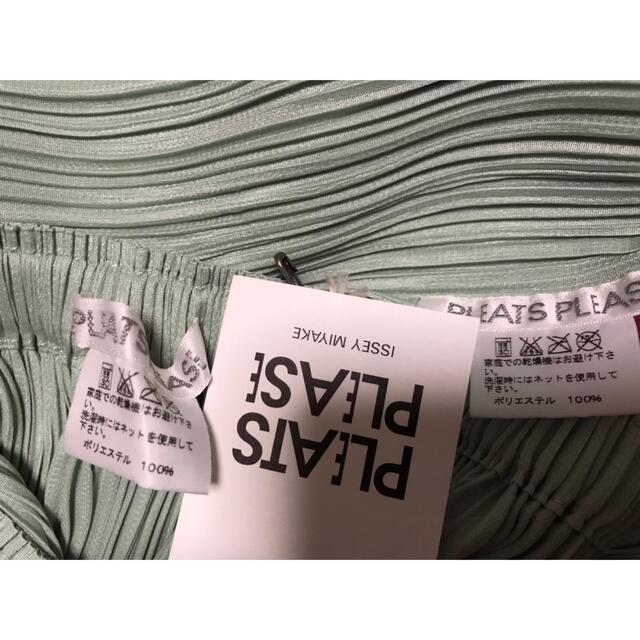 PLEATS PLEAS
家庭での乾燥機はお避け下さい。
洗濯時にはネットを使用して
下さい。
ポリエステル 100%
PLEATS
PLEASE
ISSEY MIYAKE
PLEATS
家庭での乾燥機はお避け下
さい。
洗濯時にはネットを使用して
下さい。
ポリエステル 100%